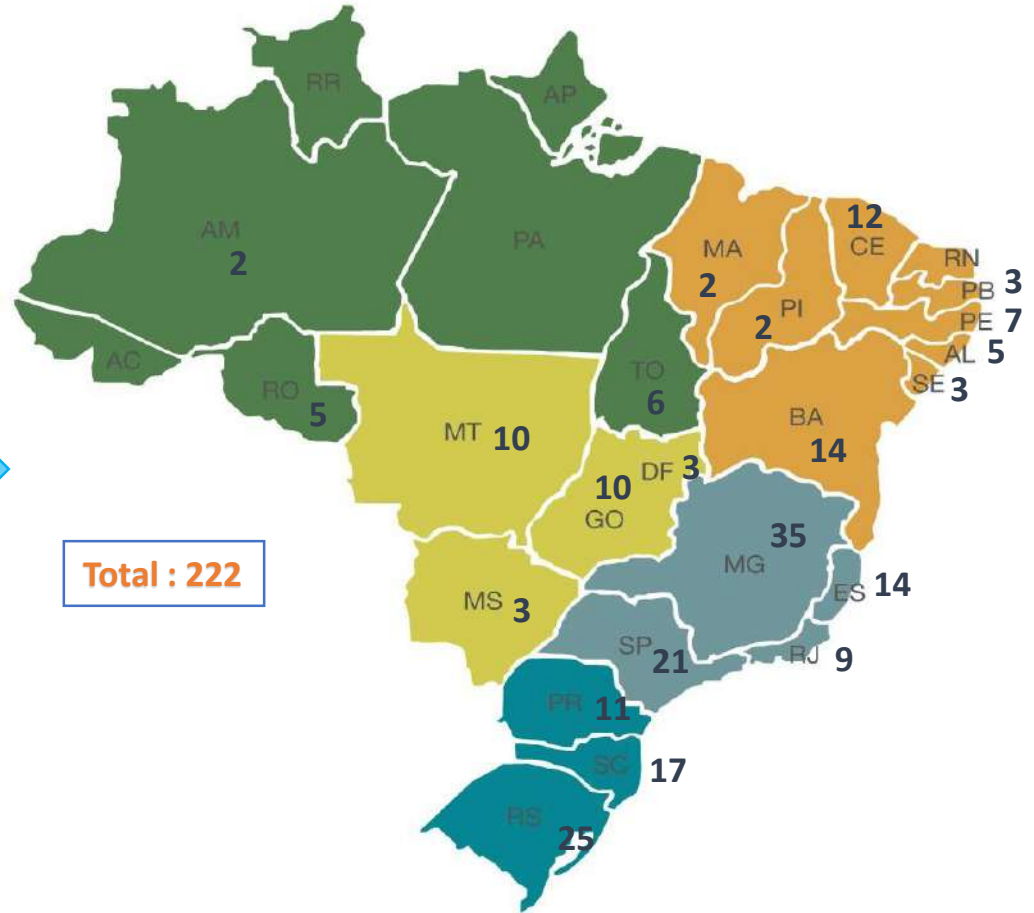 RR
AP
AM
2
PA
MA
2
PI
2
12
CE
RN
PB 3
PE 7
AL 5
SE 3
AC
RO
5
TO
6
MT 10
BA
14
DF 3
10
GO
Total : 222
35
MG
ES 14
MS 3
SP 21
RJ 9
PR 11
SC 17
RS
25